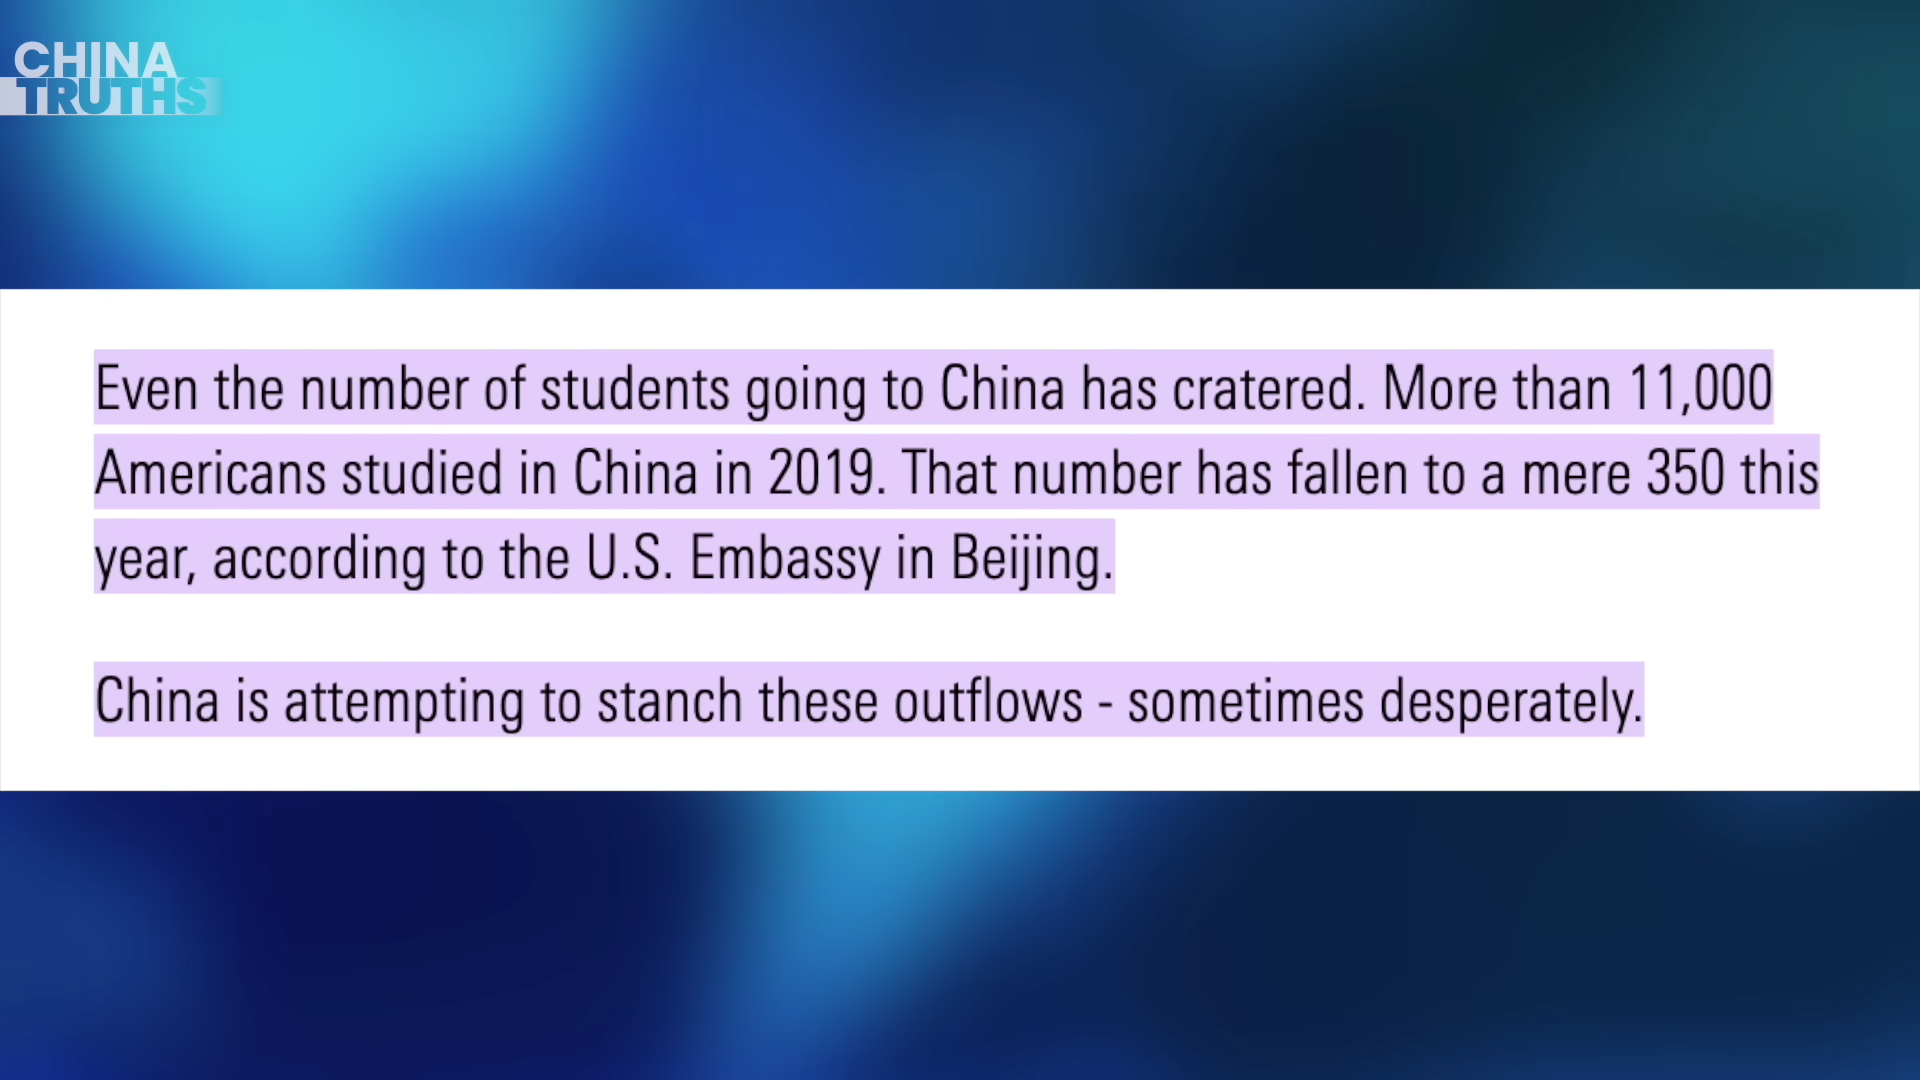 CHINA
TRUTHS
Even the number of students going to China has cratered. More than 11,000
Americans studied in China in 2019. That number has fallen to a mere 350 this
year, according to the U.S. Embassy in Beijing.
China is attempting to stanch these outflows - sometimes desperately.